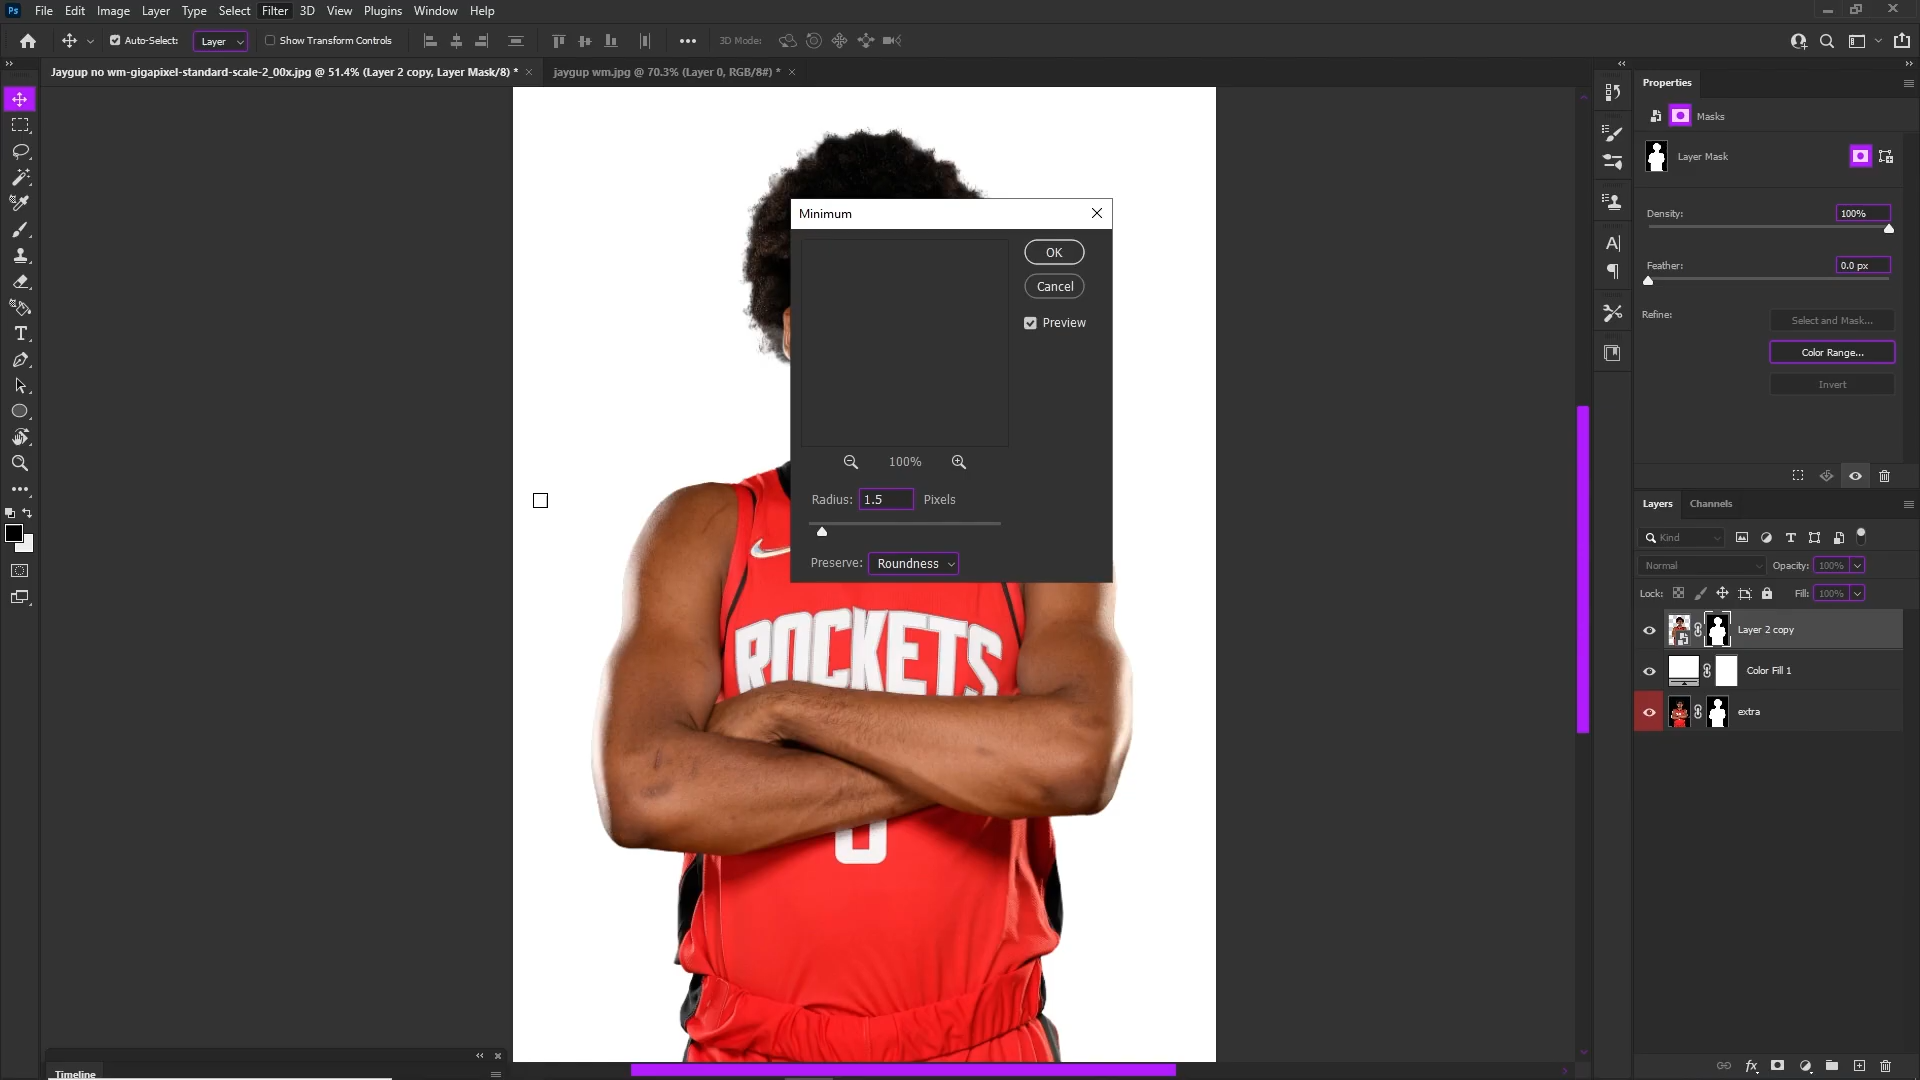 Ps File Edit Image Layer Type Select Filter 3D View Plugins Window Help
Auto-Select: Layer Show Transform Controls 3D Mode:
Jaygup no wm-gigapixel-standard-scale-2_00x.jpg @ 51.4% (Layer 2 copy, Layer Mask/8) * jaygup wm.jpg @ 70.3% (Layer 0, RGB/8#) *
Properties
Masks
Layer Mask
Density: 100%
Feather: 0.0 px
Refine: Select and Mask...
Color Range...
Invert
Minimum
OK
Cancel
Preview
100%
Radius: 1.5 Pixels
Preserve: Roundness
ROCKETS
0
Layers Channels
Kind
Normal Opacity: 100%
Lock: Fill: 100%
Layer 2 copy
Color Fill 1
extra
fx
Timeline